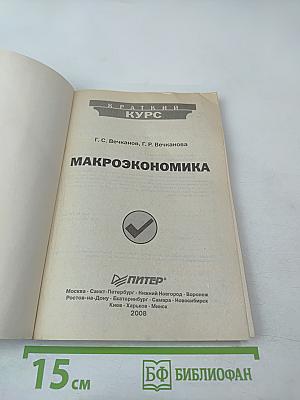 КРАТКИЙ
КУРС
Г. С. Вечканов, Г. Р. Вечканова
МАКРОЭКОНОМИКА
ПИТЕР®
Москва · Санкт-Петербург · Нижний Новгород · Воронеж
Ростов-на-Дону · Екатеринбург · Самара · Новосибирск
Киев · Харьков · Минск
2008
15 см
БФ БИБЛИОФАН